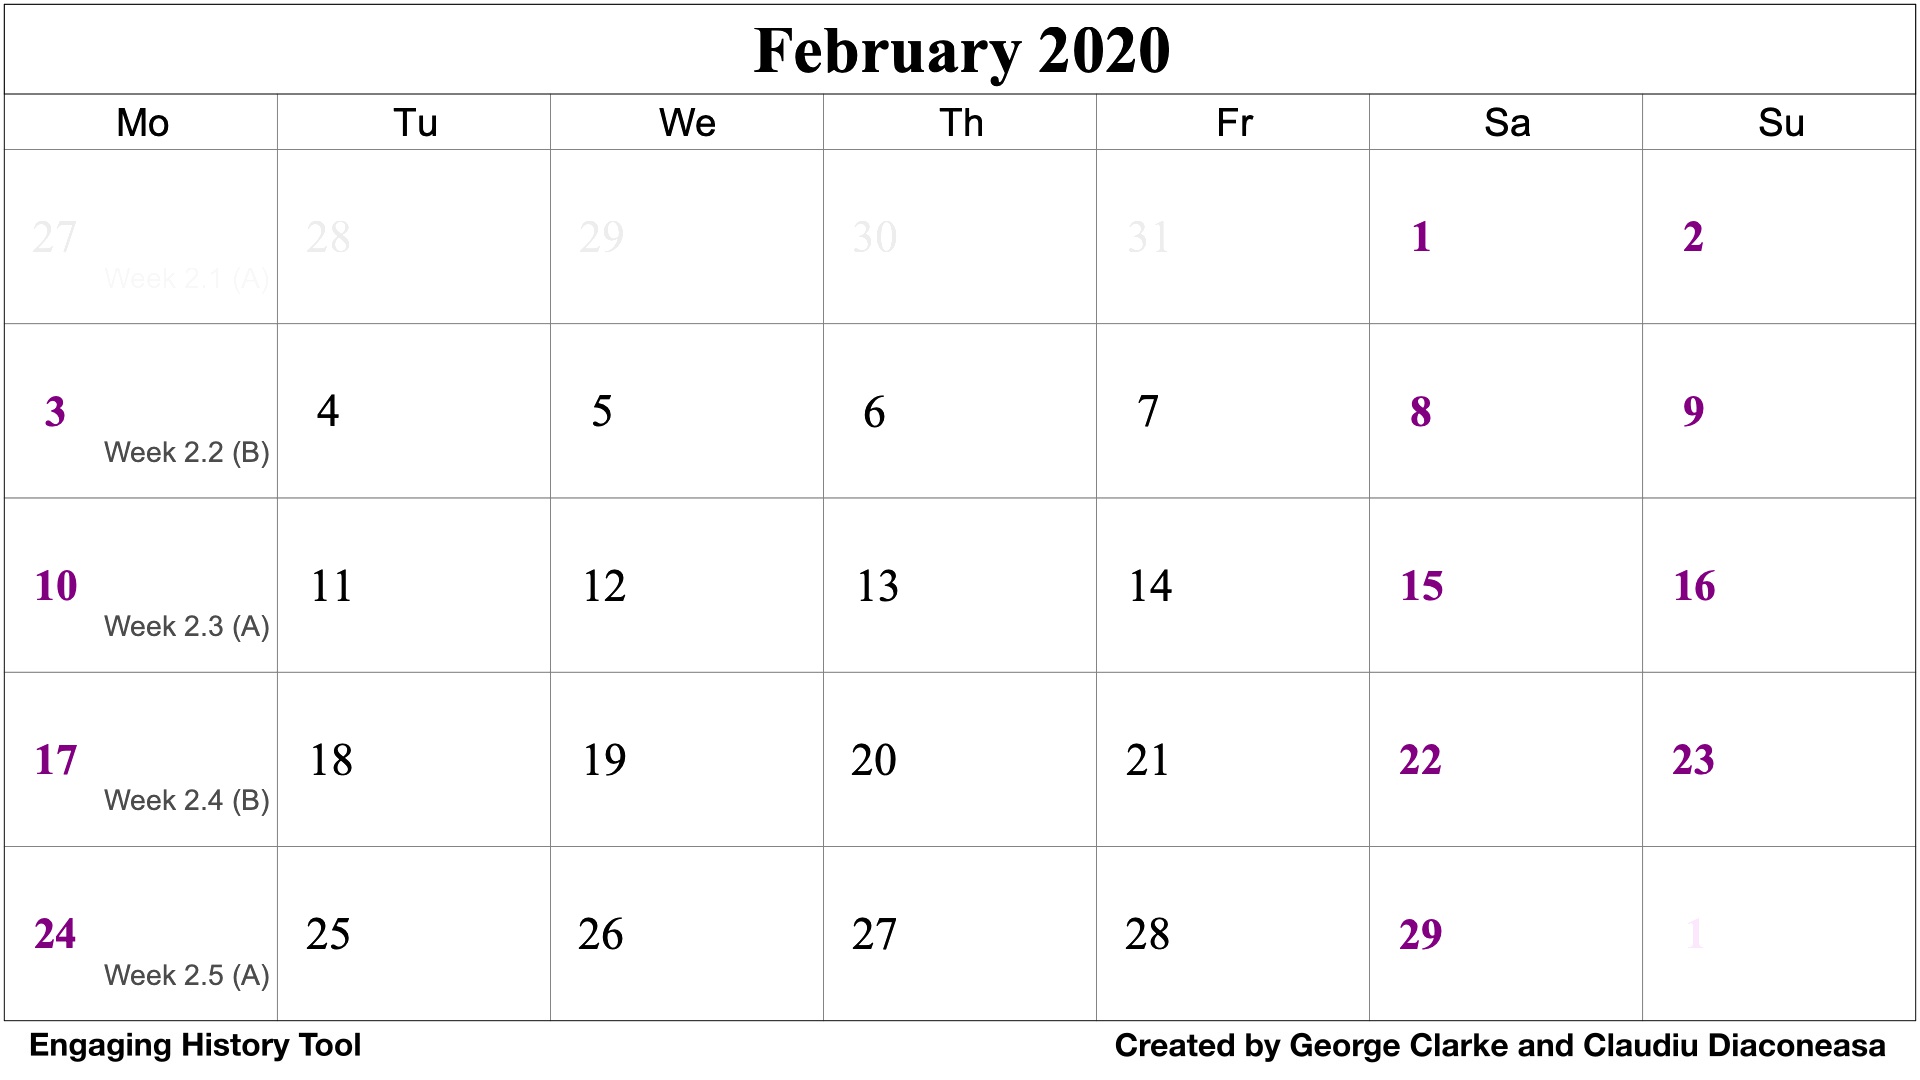 February 2020
Mo Tu We Th Fr Sa Su
27 28 29 30 31 1 2
Week 2.1 (A)
3 4 5 6 7 8 9
Week 2.2 (B)
10 11 12 13 14 15 16
Week 2.3 (A)
17 18 19 20 21 22 23
Week 2.4 (B)
24 25 26 27 28 29 1
Week 2.5 (A)
Engaging History Tool Created by George Clarke and Claudiu Diaconeasa